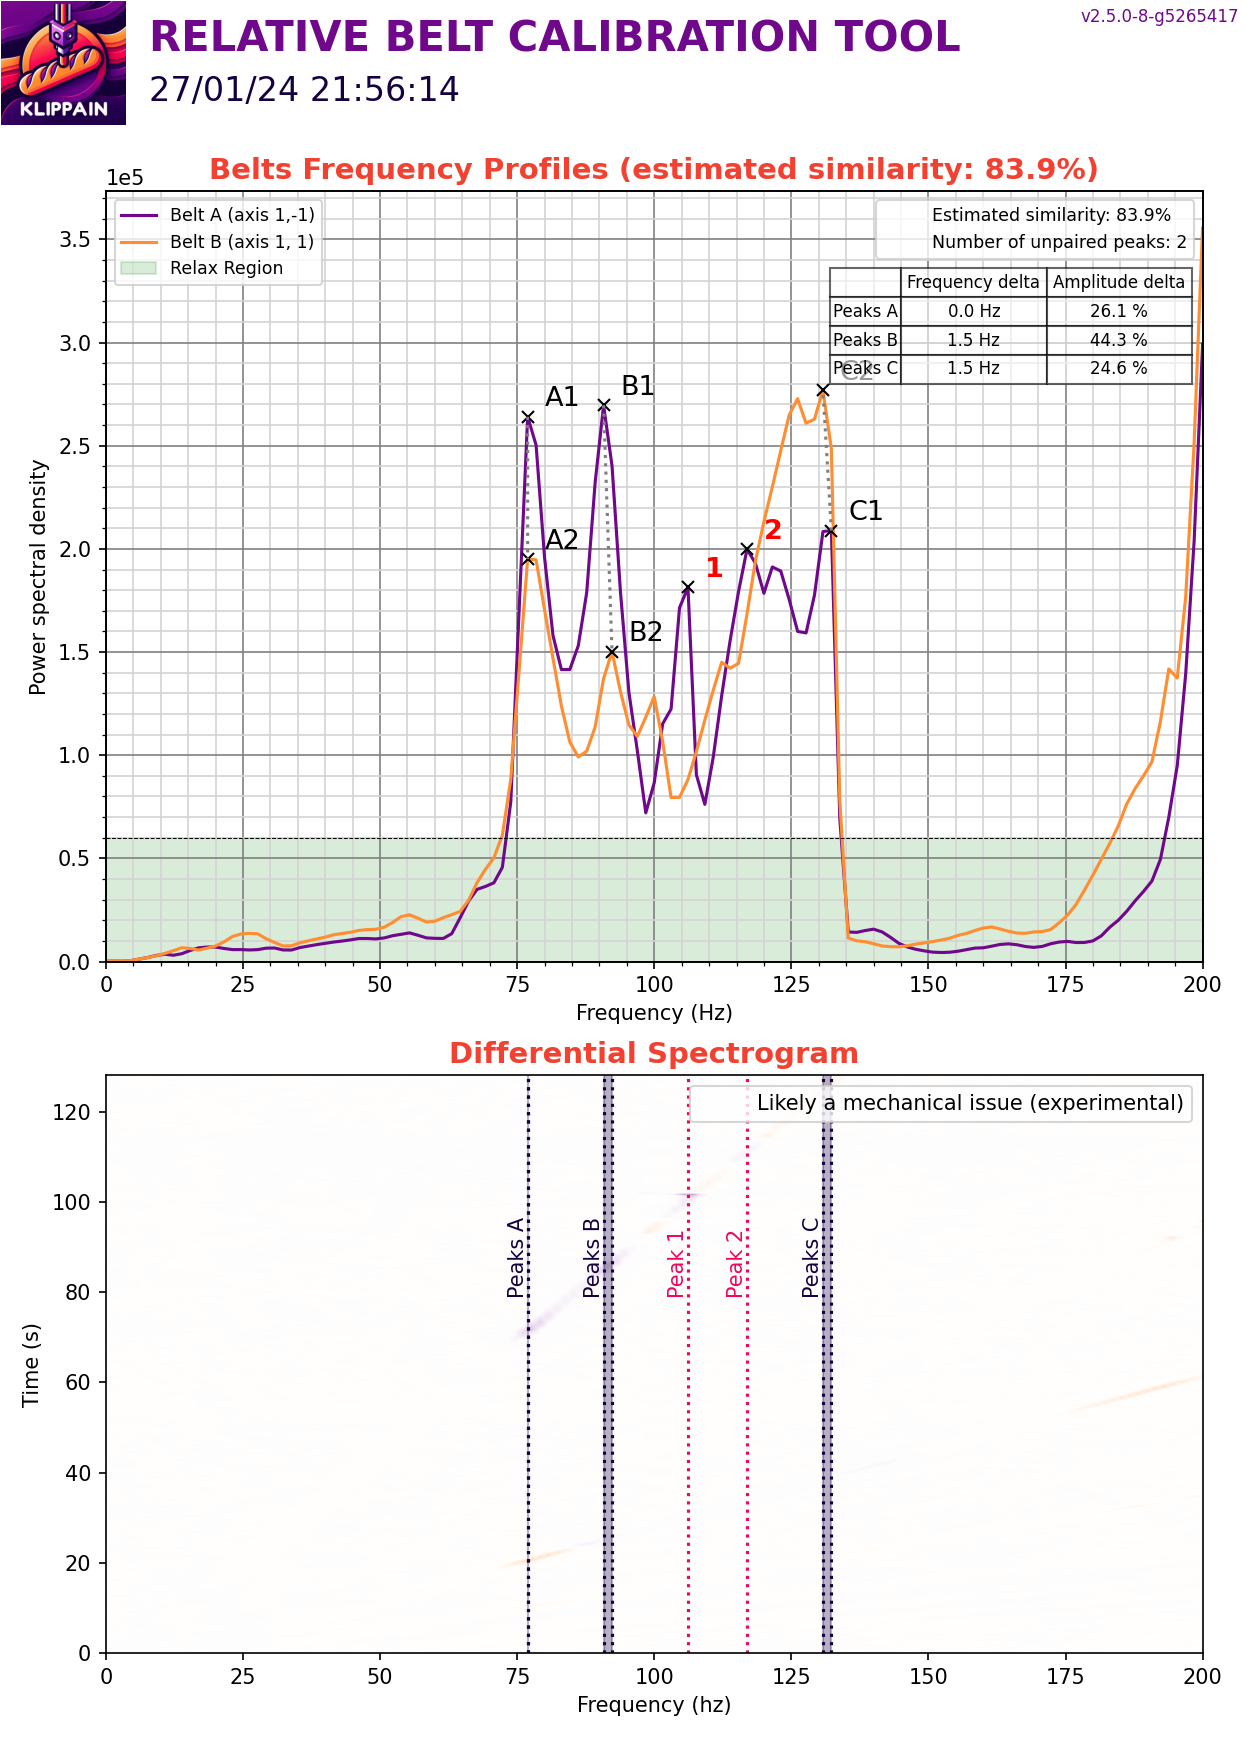 v2.5.0-8-g5265417
RELATIVE BELT CALIBRATION TOOL
27/01/24 21:56:14
KLIPPAIN
Belts Frequency Profiles (estimated similarity: 83.9%)
1e5
Belt A (axis 1,-1)
Belt B (axis 1, 1)
Relax Region
Estimated similarity: 83.9%
Number of unpaired peaks: 2
Frequency delta Amplitude delta
Peaks A 0.0 Hz 26.1 %
Peaks B 1.5 Hz 44.3 %
Peaks C 1.5 Hz 24.6 %
C2
A1
B1
C1
A2
2
1
B2
3.5
3.0
2.5
2.0
1.5
1.0
0.5
0.0
Power spectral density
0 25 50 75 100 125 150 175 200
Frequency (Hz)
Differential Spectrogram
Likely a mechanical issue (experimental)
Peaks A
Peaks B
Peak 1
Peak 2
Peaks C
120
100
80
60
40
20
0
Time (s)
0 25 50 75 100 125 150 175 200
Frequency (hz)